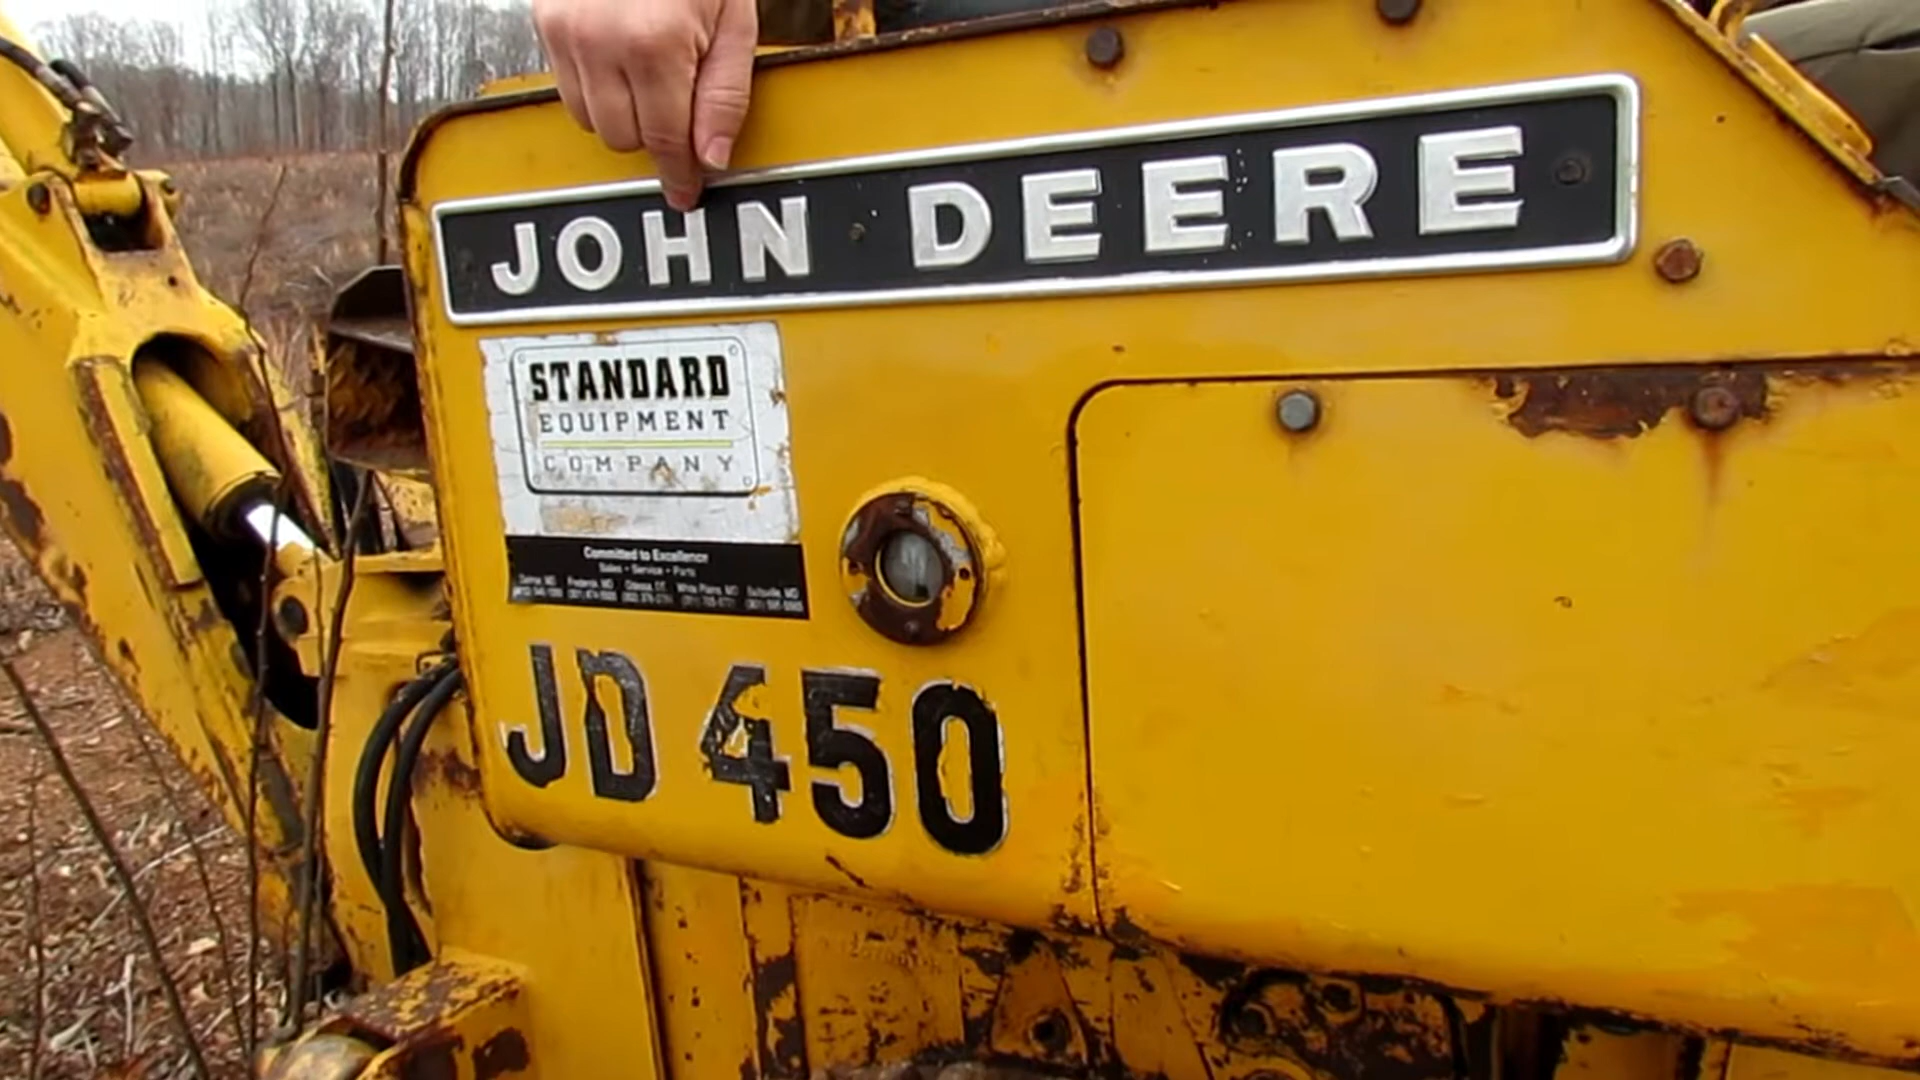 JOHN DEERE
STANDARD
EQUIPMENT
COMPANY
Committed to Excellence
Sales • Service • Parts
JD 450